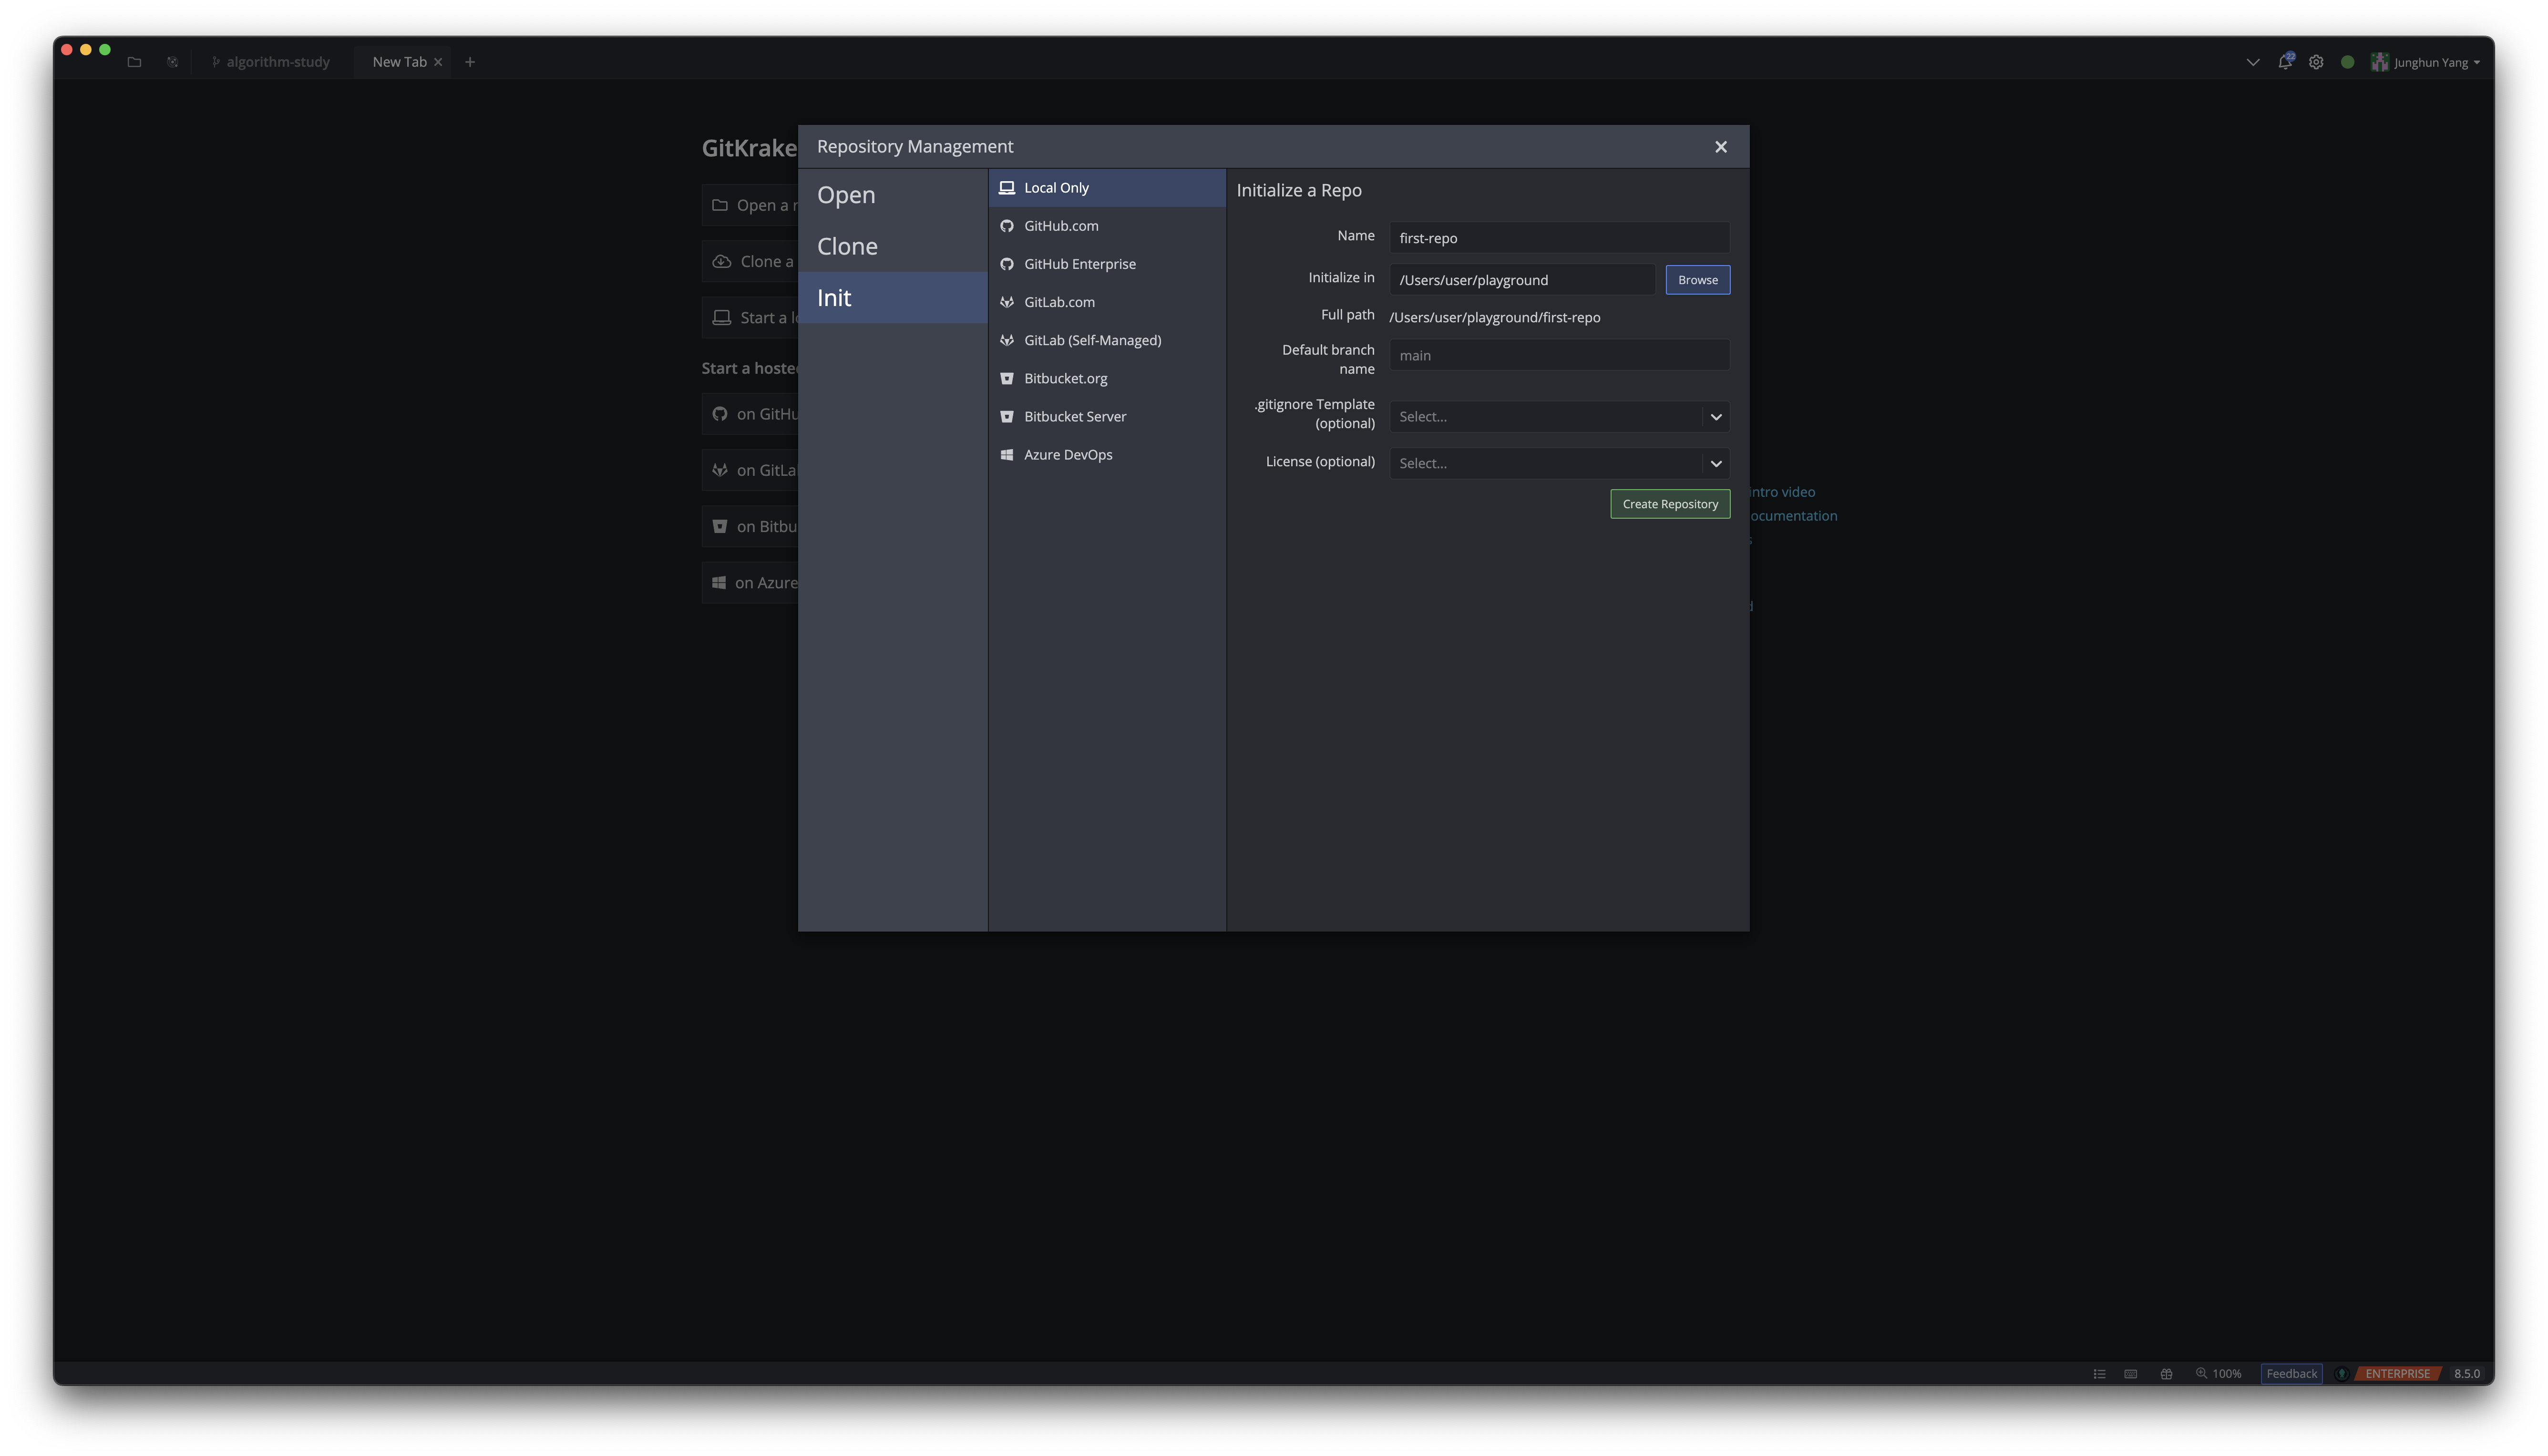 algorithm-study
New Tab
22
Junghun Yang
GitKrake
Open a r
Clone a
Start a lo
Start a hosted
on GitHu
on GitLa
on Bitbu
on Azure
Repository Management
Open
Clone
Init
Local Only
GitHub.com
GitHub Enterprise
GitLab.com
GitLab (Self-Managed)
Bitbucket.org
Bitbucket Server
Azure DevOps
Initialize a Repo
Name
first-repo
Initialize in
/Users/user/playground
Browse
Full path
/Users/user/playground/first-repo
Default branch
name
main
.gitignore Template
(optional)
Select...
License (optional)
Select...
Create Repository
intro video
ocumentation
s
d
100%
Feedback
ENTERPRISE
8.5.0